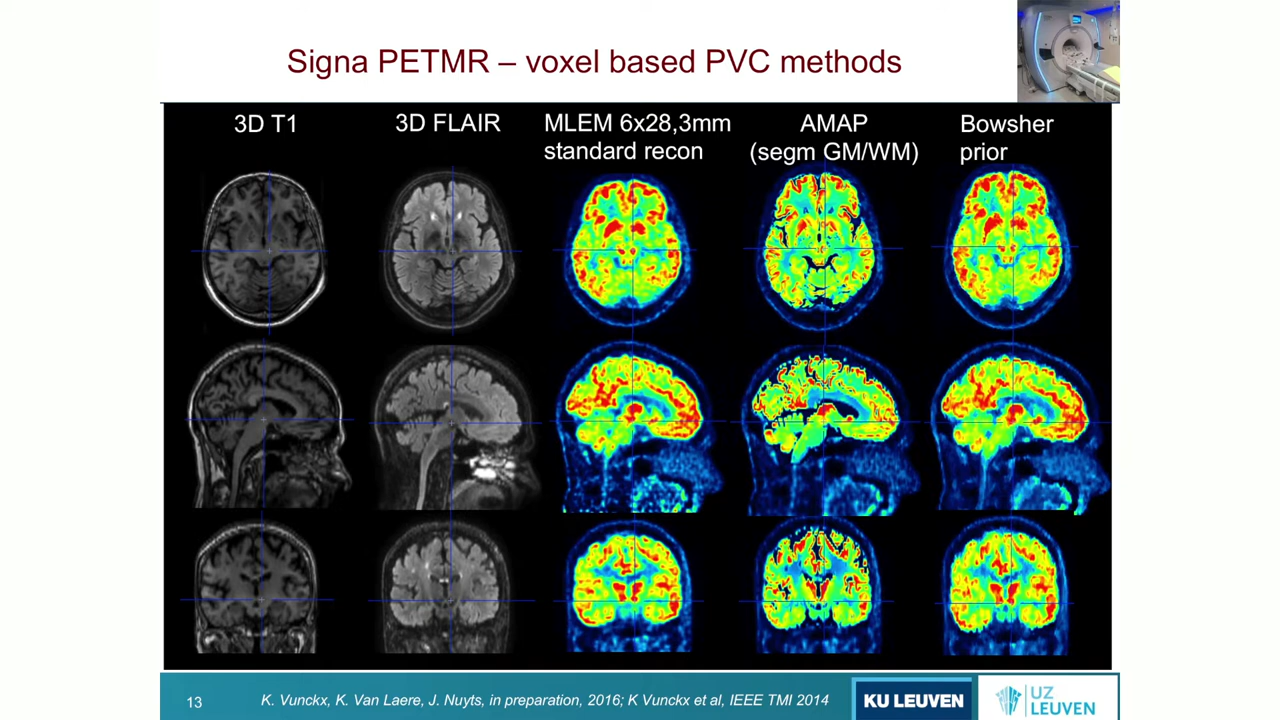 Signa PETMR – voxel based PVC methods
3D T1
3D FLAIR
MLEM 6x28,3mm
standard recon
AMAP
(segm GM/WM)
Bowsher
prior
13
K. Vunckx, K. Van Laere, J. Nuyts, in preparation, 2016; K Vunckx et al, IEEE TMI 2014
KU LEUVEN
UZ
LEUVEN